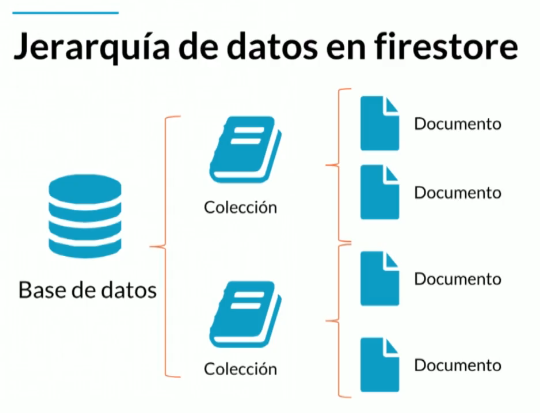 Jerarquía de datos en firestore
Base de datos
Colección
Documento
Documento
Colección
Documento
Documento